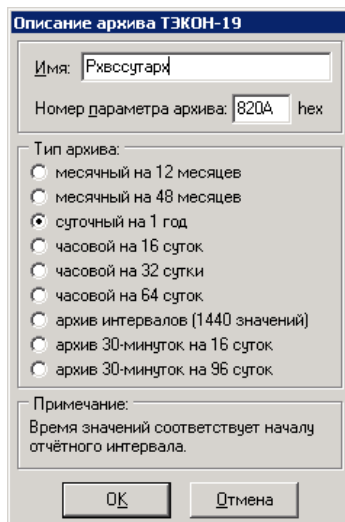 Описание архива ТЭКОН-19
Имя: Рхвссутарх
Номер параметра архива: 820A hex
Тип архива:
месячный на 12 месяцев
месячный на 48 месяцев
суточный на 1 год
часовой на 16 суток
часовой на 32 сутки
часовой на 64 суток
архив интервалов (1440 значений)
архив 30-минуток на 16 суток
архив 30-минуток на 96 суток
Примечание:
Время значений соответствует началу
отчётного интервала.
OK Отмена